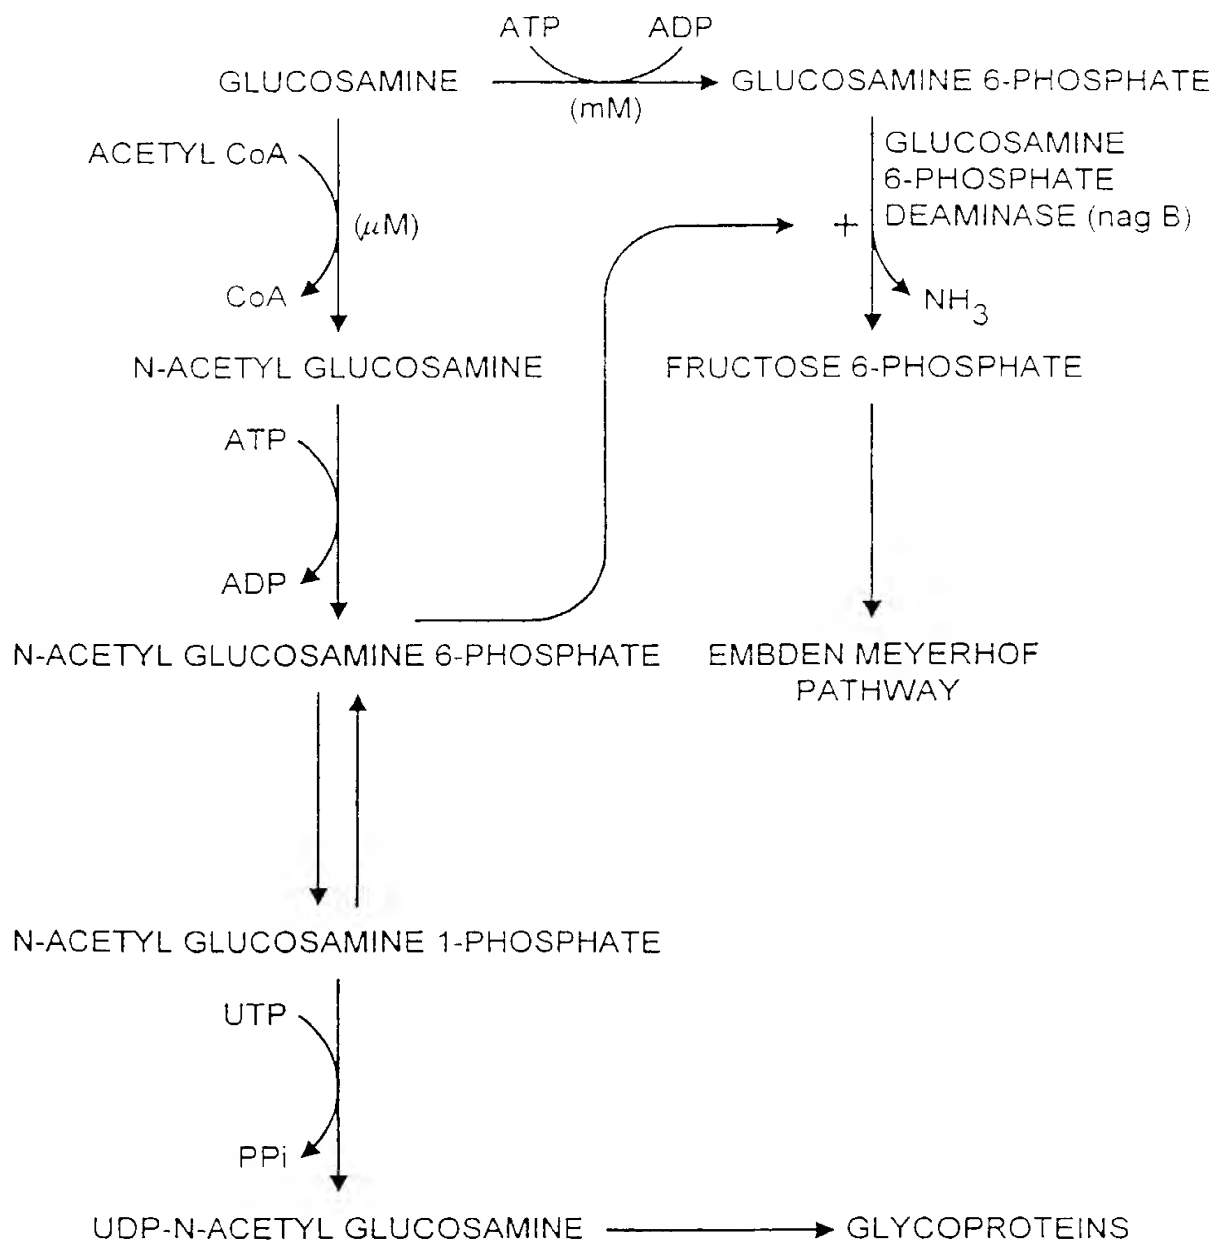 ATP ADP
GLUCOSAMINE GLUCOSAMINE 6-PHOSPHATE
(mM)
ACETYL CoA
(μM)
CoA
GLUCOSAMINE
6-PHOSPHATE
DEAMINASE (nag B)
+
NH3
N-ACETYL GLUCOSAMINE FRUCTOSE 6-PHOSPHATE
ATP
ADP
N-ACETYL GLUCOSAMINE 6-PHOSPHATE
EMBDEN MEYERHOF
PATHWAY
N-ACETYL GLUCOSAMINE 1-PHOSPHATE
UTP
PPi
UDP-N-ACETYL GLUCOSAMINE GLYCOPROTEINS